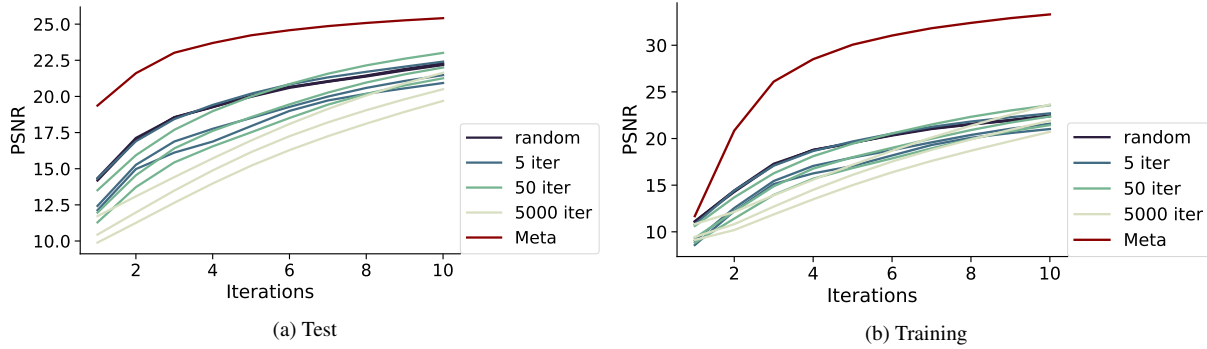 25.0
22.5
20.0
17.5
15.0
12.5
10.0
PSNR
2
4
6
8
10
Iterations
random
5 iter
50 iter
5000 iter
Meta
(a) Test
30
25
20
15
10
PSNR
2
4
6
8
10
Iterations
random
5 iter
50 iter
5000 iter
Meta
(b) Training